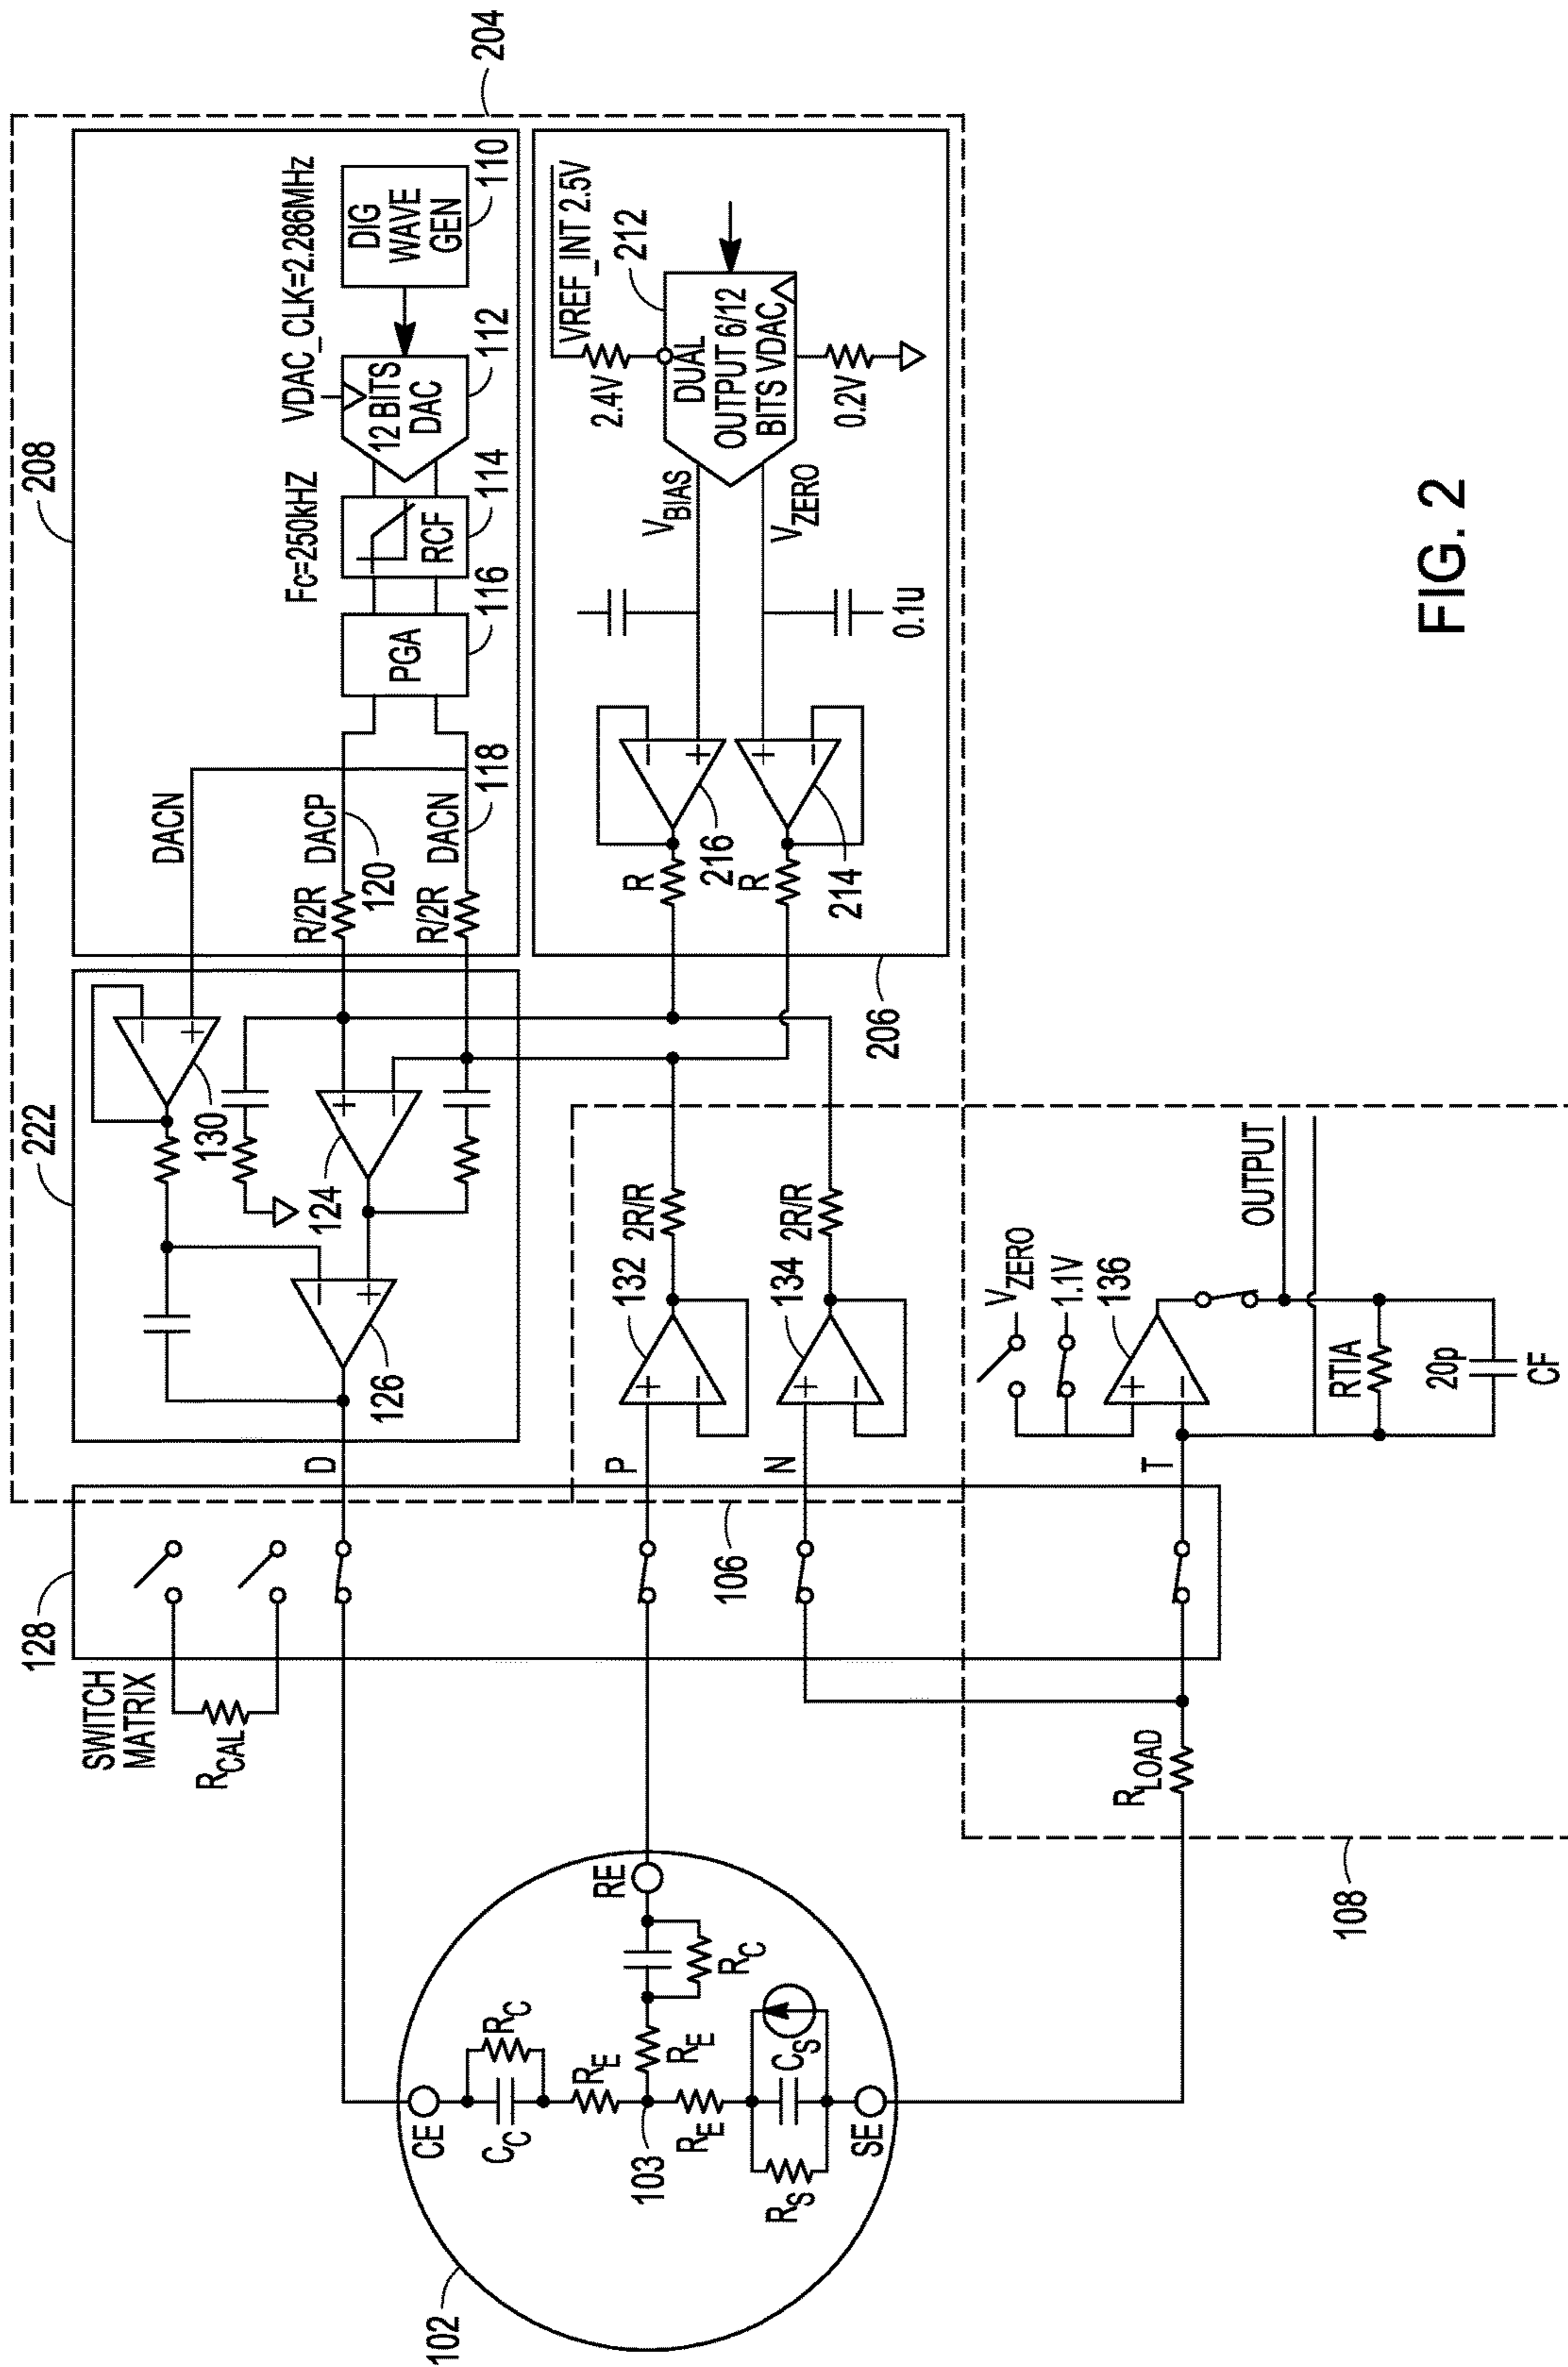 204
208
VDAC_CLK=2.286MHz
DIG
WAVE
GEN
110
12 BITS
DAC
112
FC=250kHZ
RCF
114
PGA
116
DACN
DACP
120
DACN
118
R/2R
R/2R
VREF_INT 2.5V
212
2.4V
DUAL
OUTPUT 6/12
BITS VDAC
0.2V
VBIAS
VZERO
0.1u
+
−
216
+
−
214
R
R
206
222
−
+
130
+
−
124
−
+
126
D
P
N
T
+
−
132
2R/R
+
−
134
2R/R
VZERO
1.1V
+
−
136
OUTPUT
RTIA
20p
CF
128
SWITCH
MATRIX
RCAL
106
RLOAD
108
102
CE
CC
RC
RE
RE
RC
RE
103
RE
CS
RS
SE
FIG. 2